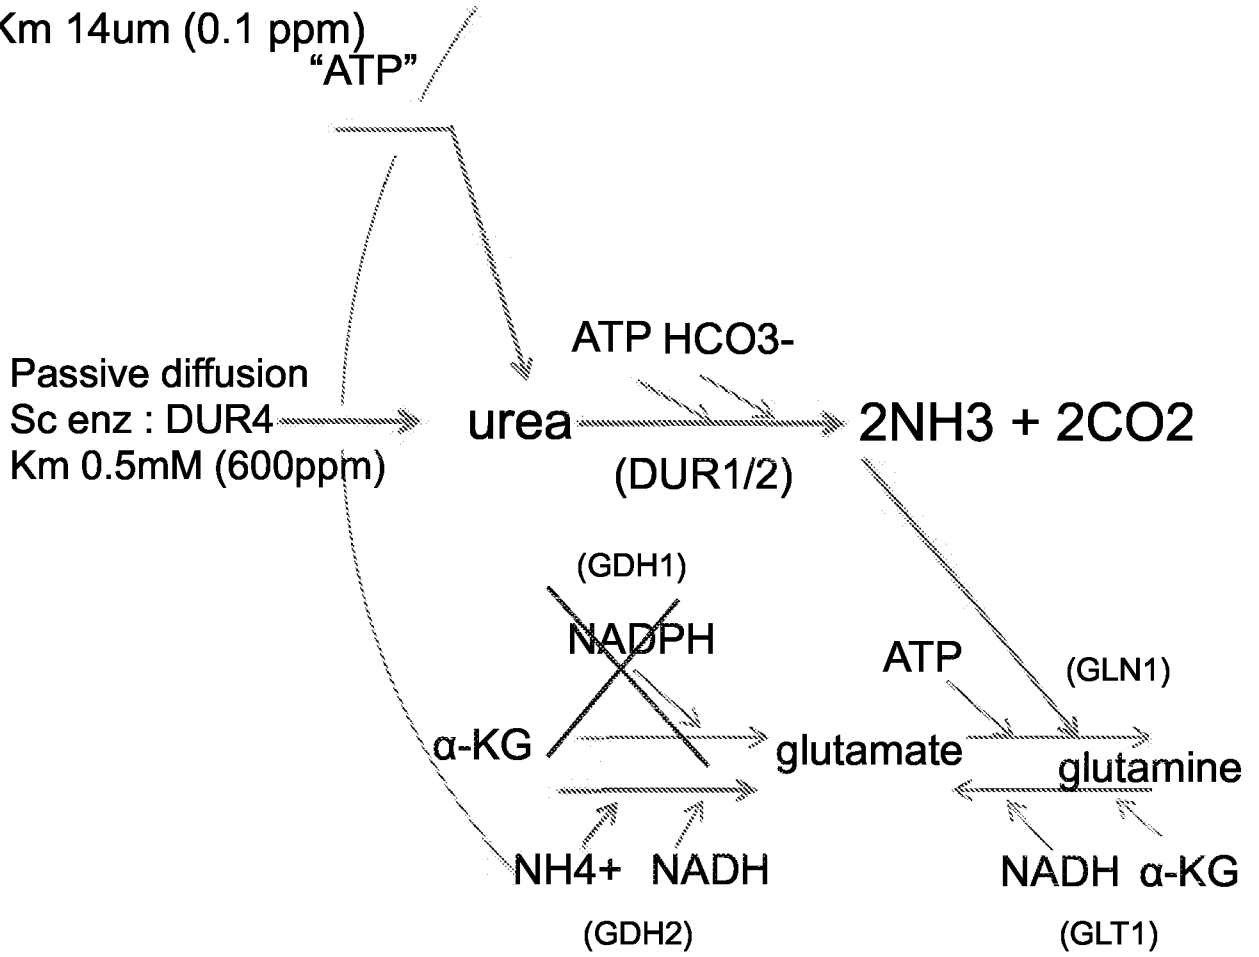 Km 14um (0.1 ppm)
“ATP”
ATP HCO3-
Passive diffusion
Sc enz : DUR4
Km 0.5mM (600ppm)
urea
2NH3 + 2CO2
(DUR1/2)
(GDH1)
NADPH
ATP
(GLN1)
α-KG
glutamate
glutamine
NH4+ NADH
NADH α-KG
(GDH2)
(GLT1)